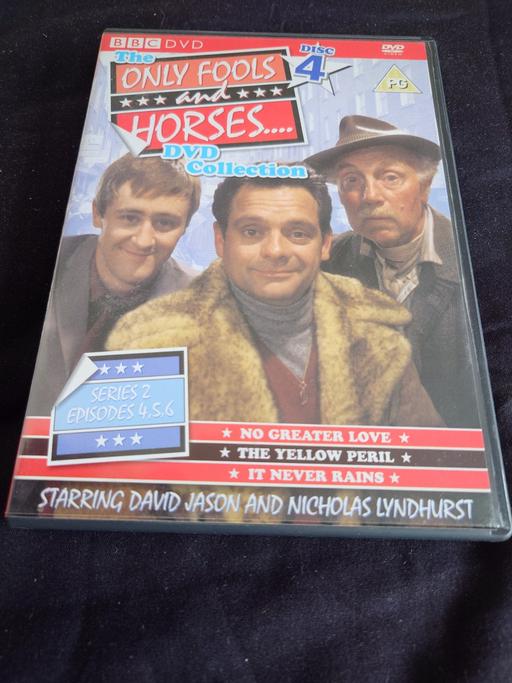 BBC DVD
DVD
VIDEO
The
ONLY FOOLS
and
HORSES....
DVD
Collection
DISC
4
PG
SERIES 2
EPISODES 4,5,6
NO GREATER LOVE
THE YELLOW PERIL
IT NEVER RAINS
STARRING DAVID JASON AND NICHOLAS LYNDHURST